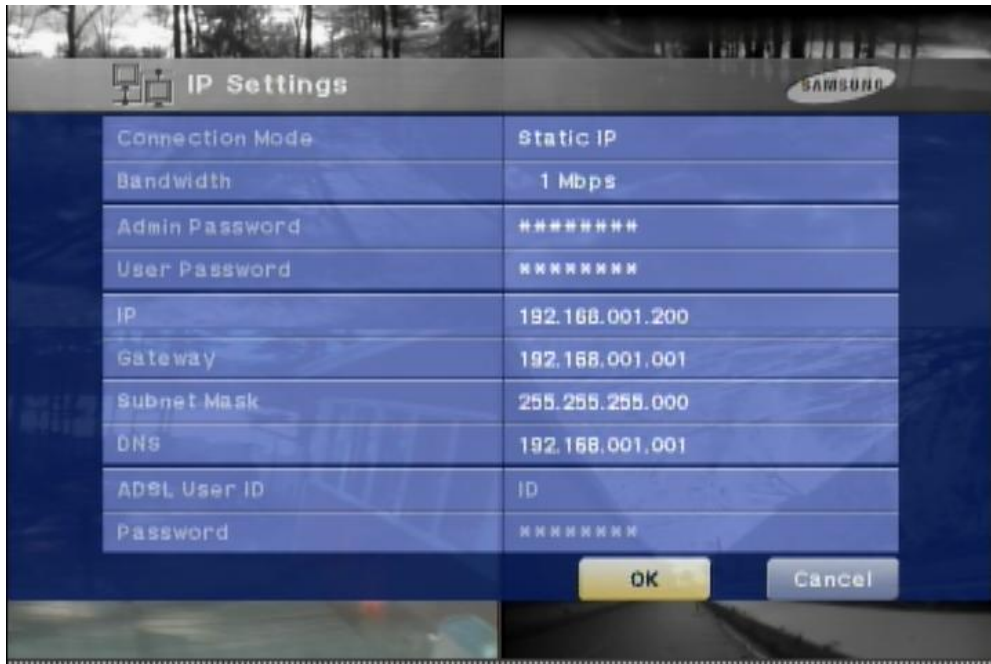 IP Settings
SAMSUNG
Connection Mode Static IP
Bandwidth 1 Mbps
Admin Password ********
User Password ********
IP 192.168.001.200
Gateway 192.168.001.001
Subnet Mask 255.255.255.000
DNS 192.168.001.001
ADSL User ID ID
Password ********
OK Cancel